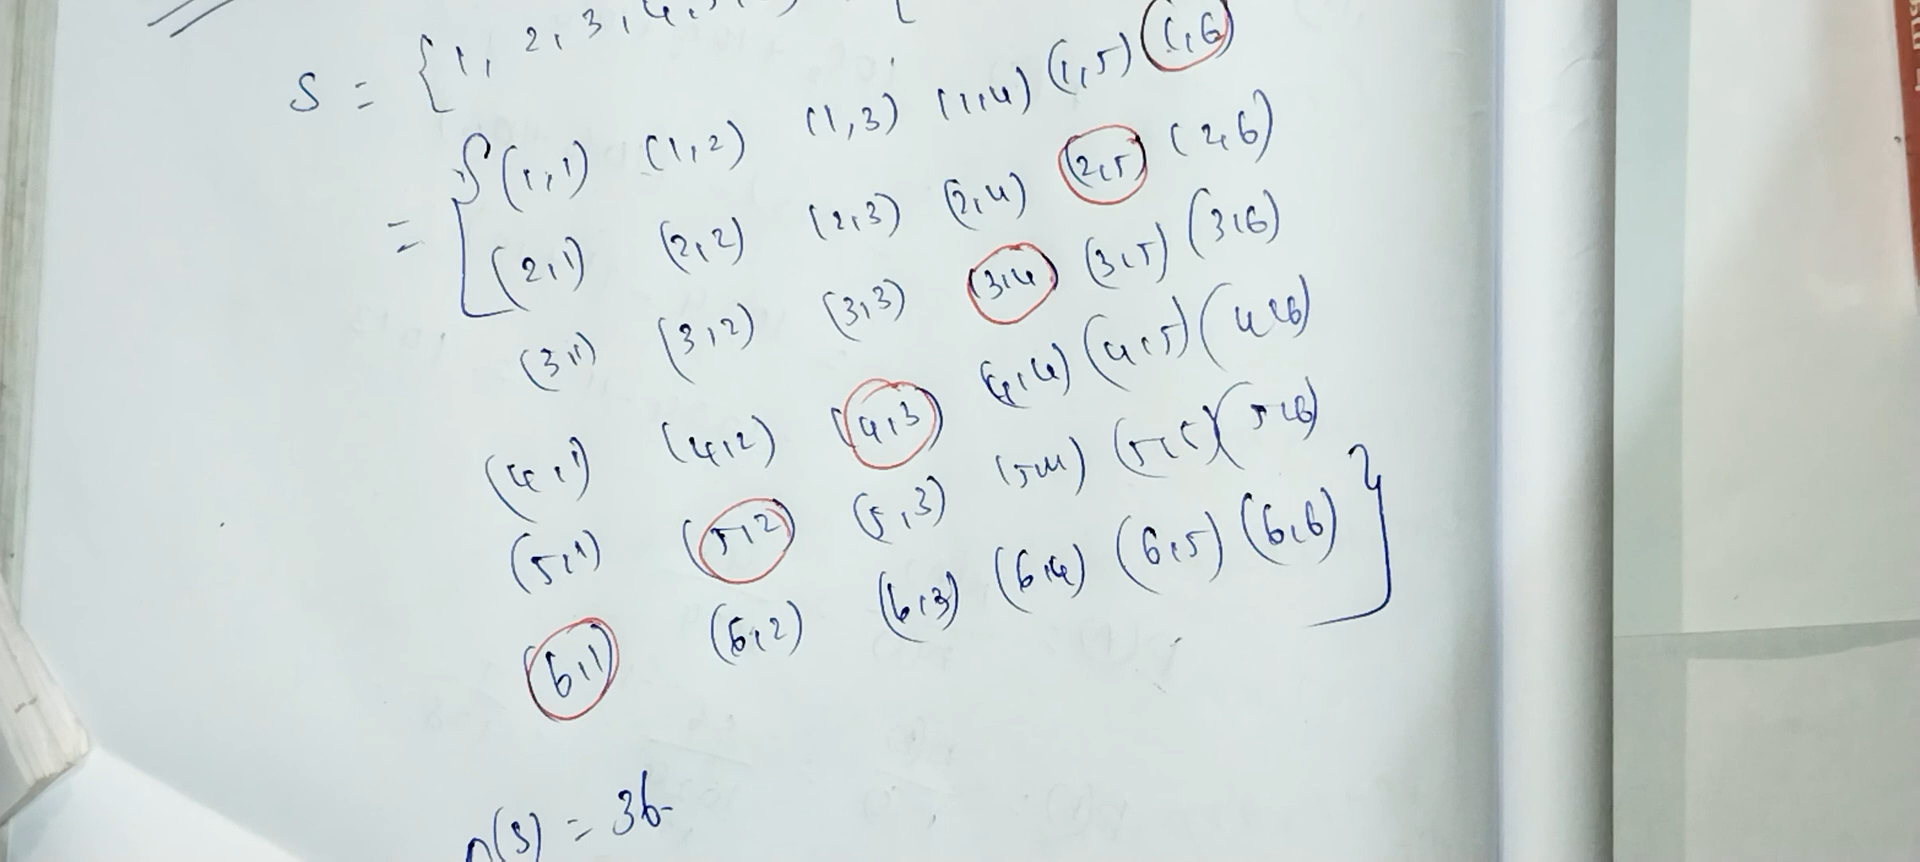 S = { 1, 2, 3, 4,
= { (1,1) (1,2) (1,3) (1,4) (1,5) (1,6)
(2,1) (2,2) (2,3) (2,4) (2,5) (2,6)
(3,1) (3,2) (3,3) (3,4) (3,5) (3,6)
(4,1) (4,2) (4,3) (4,4) (4,5) (4,6)
(5,1) (5,2) (5,3) (5,4) (5,5) (5,6)
(6,1) (6,2) (6,3) (6,4) (6,5) (6,6) }
n(S) = 36